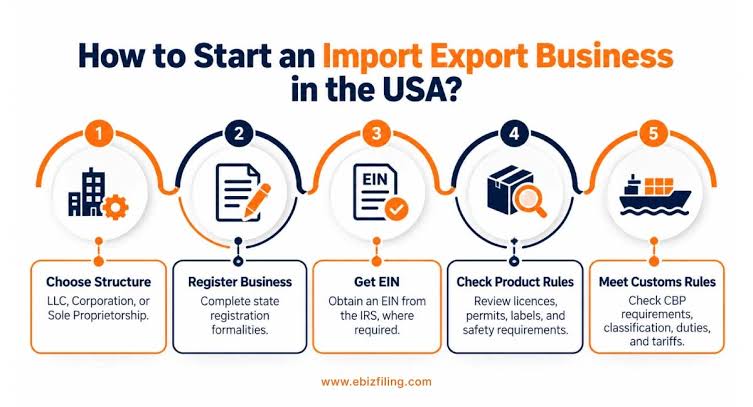 How to Start an Import Export Business
in the USA?
1
2
3
4
5
EIN
Choose Structure
LLC, Corporation, or
Sole Proprietorship.
Register Business
Complete state
registration
formalities.
Get EIN
Obtain an EIN from
the IRS, where
required.
Check Product Rules
Review licences,
permits, labels, and
safety requirements.
Meet Customs Rules
Check CBP
requirements,
classification, duties,
and tariffs.
www.ebizfiling.com